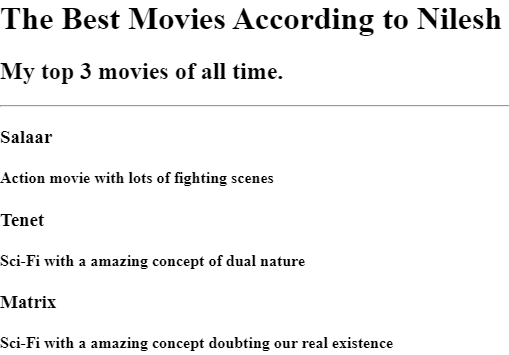 The Best Movies According to Nilesh
My top 3 movies of all time.
Salaar
Action movie with lots of fighting scenes
Tenet
Sci-Fi with a amazing concept of dual nature
Matrix
Sci-Fi with a amazing concept doubting our real existence